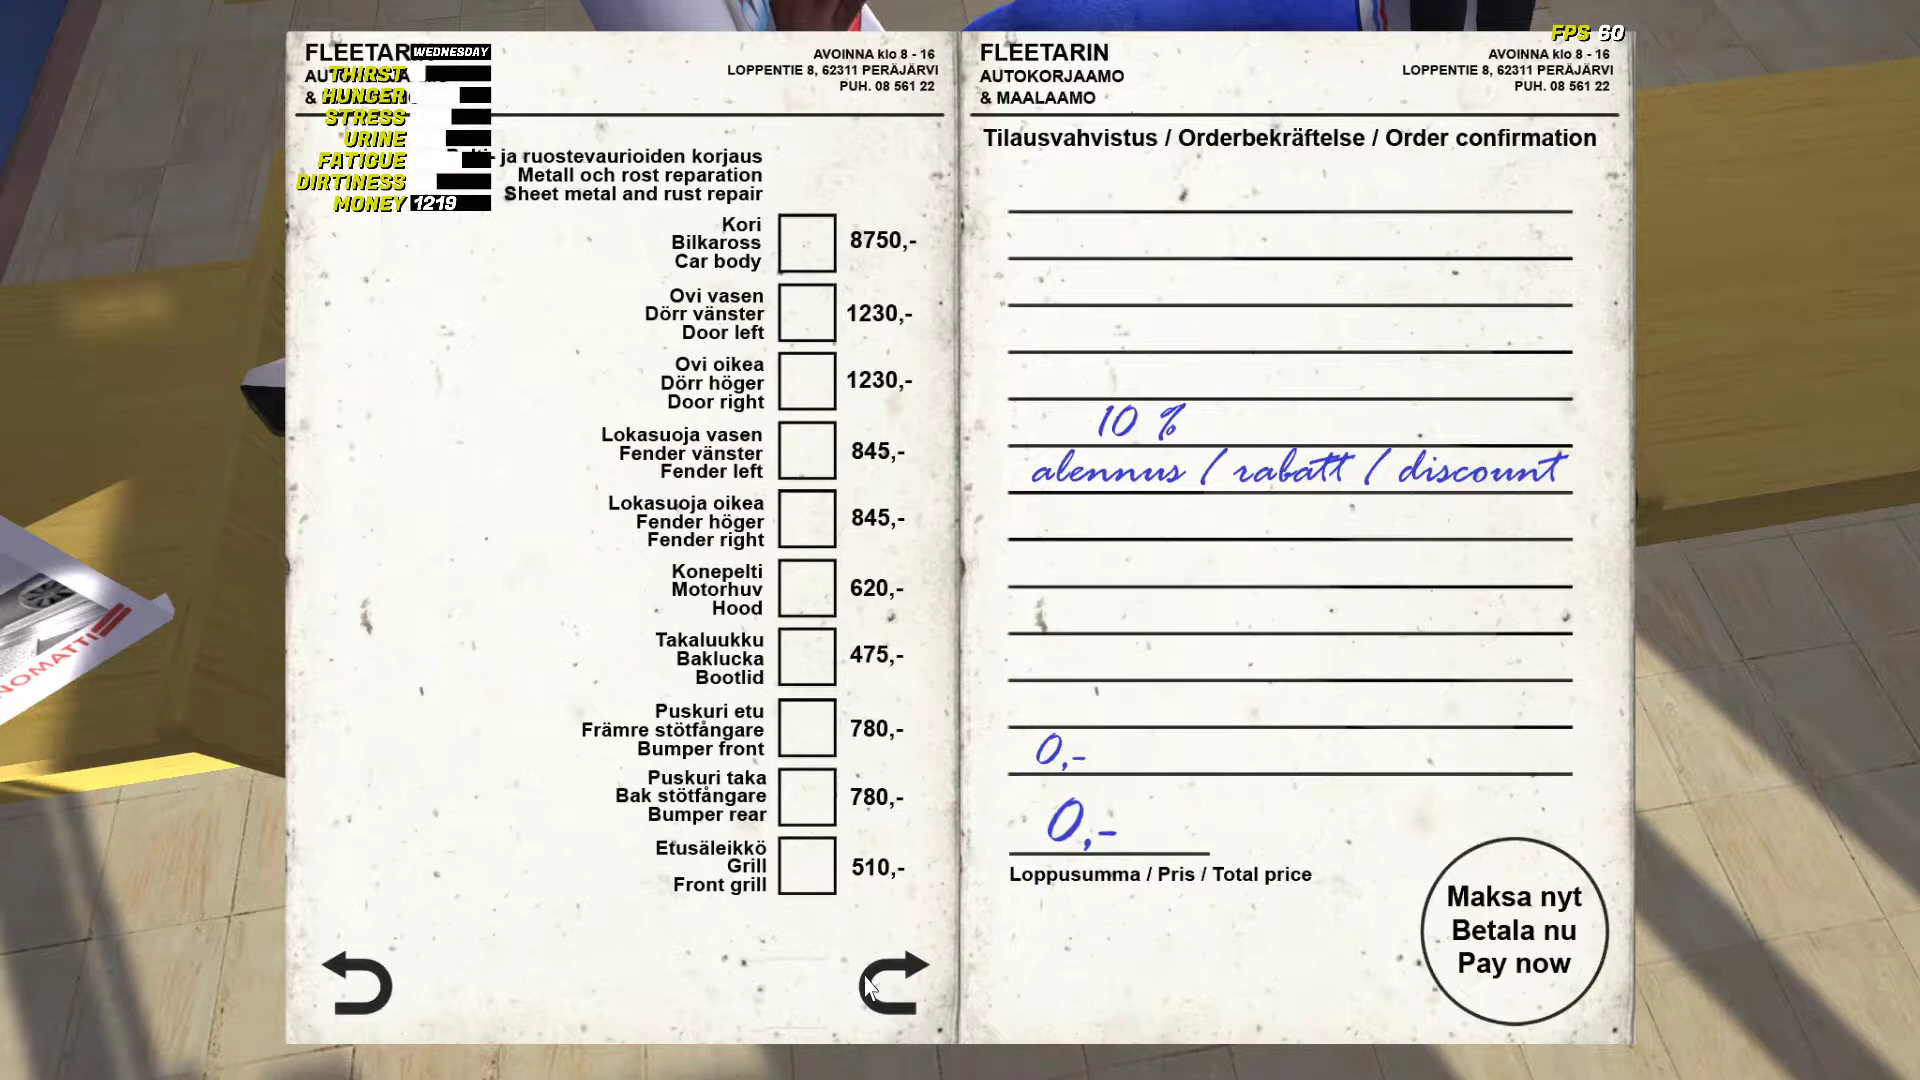 FLEETAR
WEDNESDAY
AVOINNA klo 8 - 16
LOPPENTIE 8, 62311 PERÄJÄRVI
PUH. 08 561 22
THIRST
& HUNGER
STRESS
URINE
FATIGUE
DIRTINESS
MONEY 1219
ja ruostevaurioiden korjaus
Metall och rost reparation
Sheet metal and rust repair
Kori
Bilkaross
Car body
8750,-
Ovi vasen
Dörr vänster
Door left
1230,-
Ovi oikea
Dörr höger
Door right
1230,-
Lokasuoja vasen
Fender vänster
Fender left
845,-
Lokasuoja oikea
Fender höger
Fender right
845,-
Konepelti
Motorhuv
Hood
620,-
Takaluukku
Baklucka
Bootlid
475,-
Puskuri etu
Främre stötfångare
Bumper front
780,-
Puskuri taka
Bak stötfångare
Bumper rear
780,-
Etusäleikkö
Grill
Front grill
510,-
FPS 60
FLEETARIN
AUTOKORJAAMO
& MAALAAMO
AVOINNA klo 8 - 16
LOPPENTIE 8, 62311 PERÄJÄRVI
PUH. 08 561 22
Tilausvahvistus / Orderbekräftelse / Order confirmation
10 %
alennus / rabatt / discount
0,-
0,-
Loppusumma / Pris / Total price
Maksa nyt
Betala nu
Pay now
NOMATTI